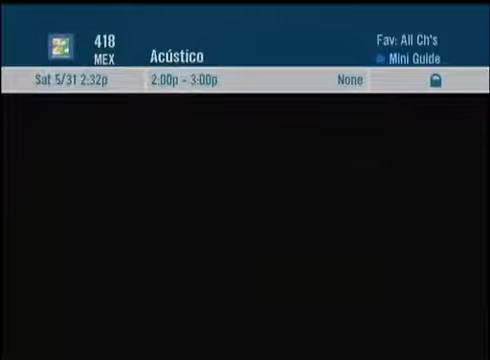 418
MEX
Acústico
Fav: All Ch's
Mini Guide
Sat 5/31 2:32p
2:00p - 3:00p
None